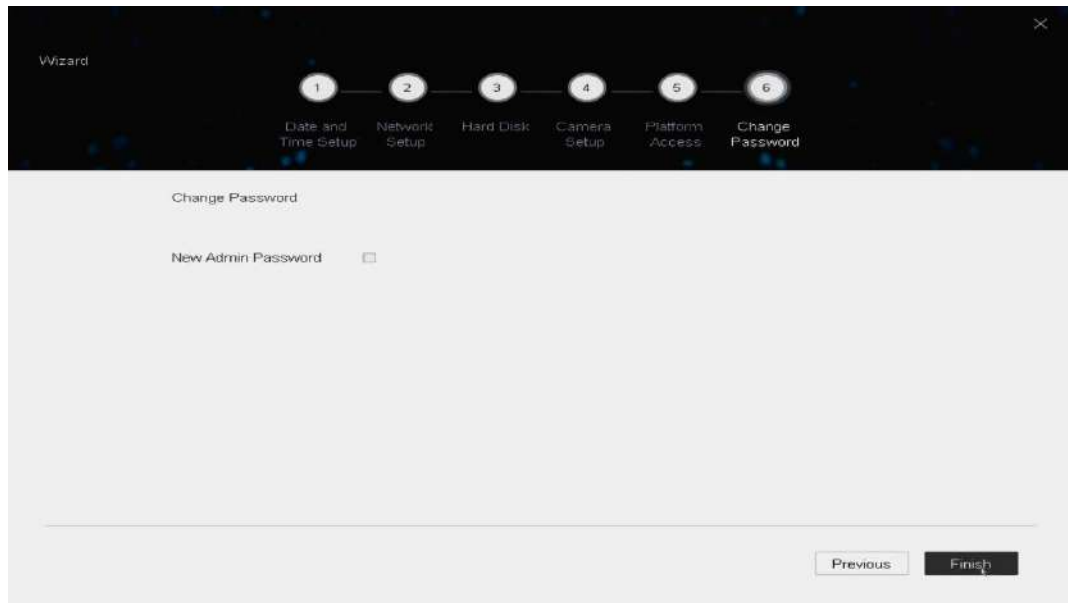 Wizard
1 2 3 4 5 6
Date and Network Hard Disk Camera Platform Change
Time Setup Setup Setup Access Password
Change Password
New Admin Password
Previous Finish